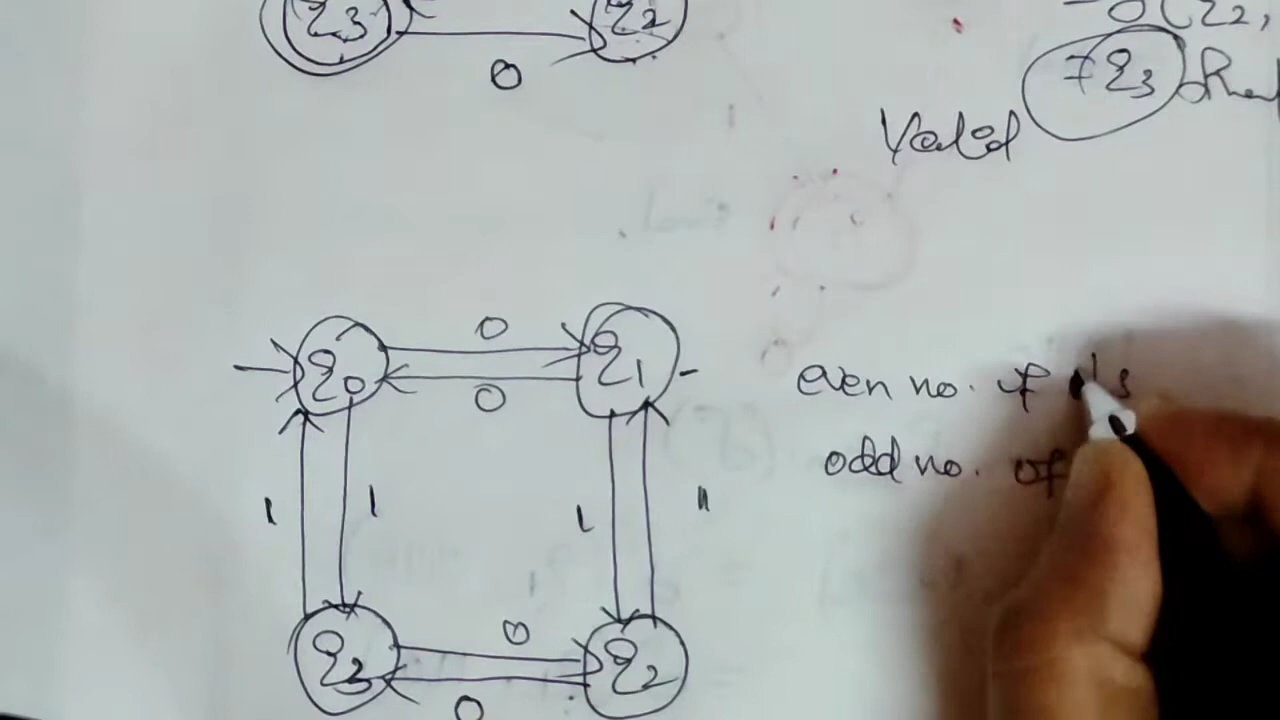 q3 q2
0
q3
Valid
0
q0 q1
0
even no. of 1's
odd no. of
1 1 1 1
0
q3 q2
0